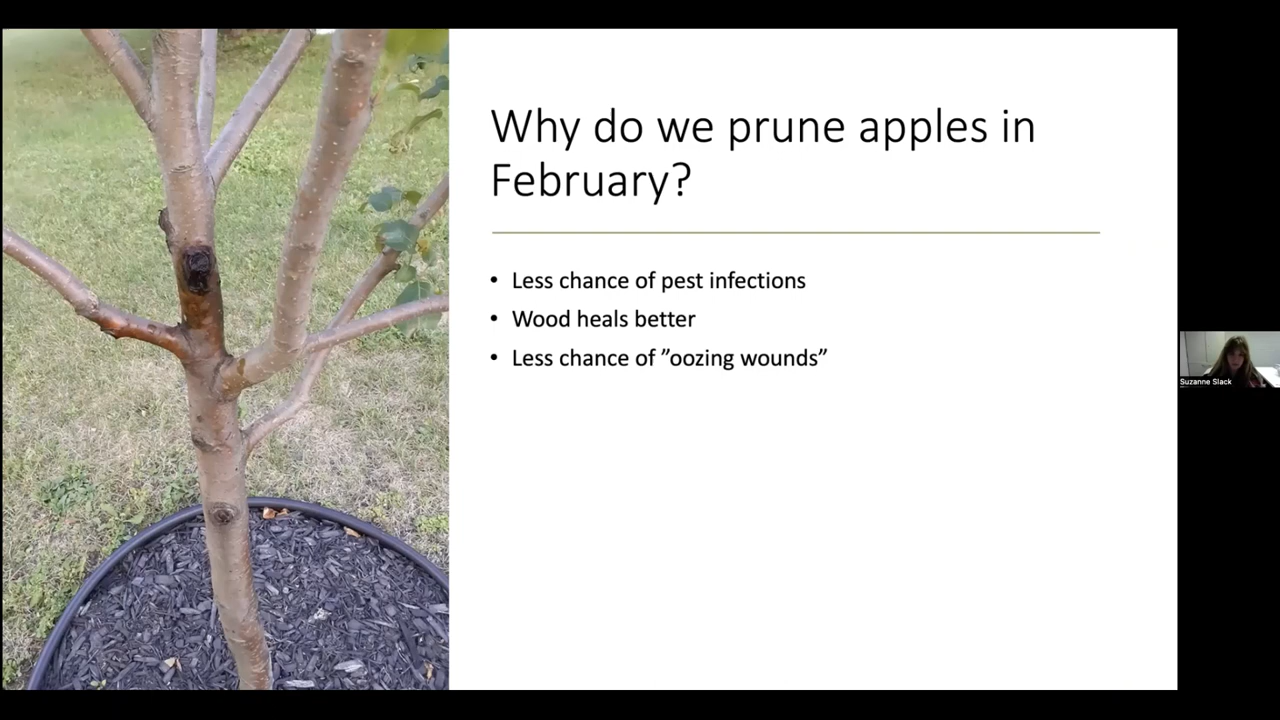 Why do we prune apples in
February?
• Less chance of pest infections
• Wood heals better
• Less chance of ”oozing wounds”
Suzanne Slack